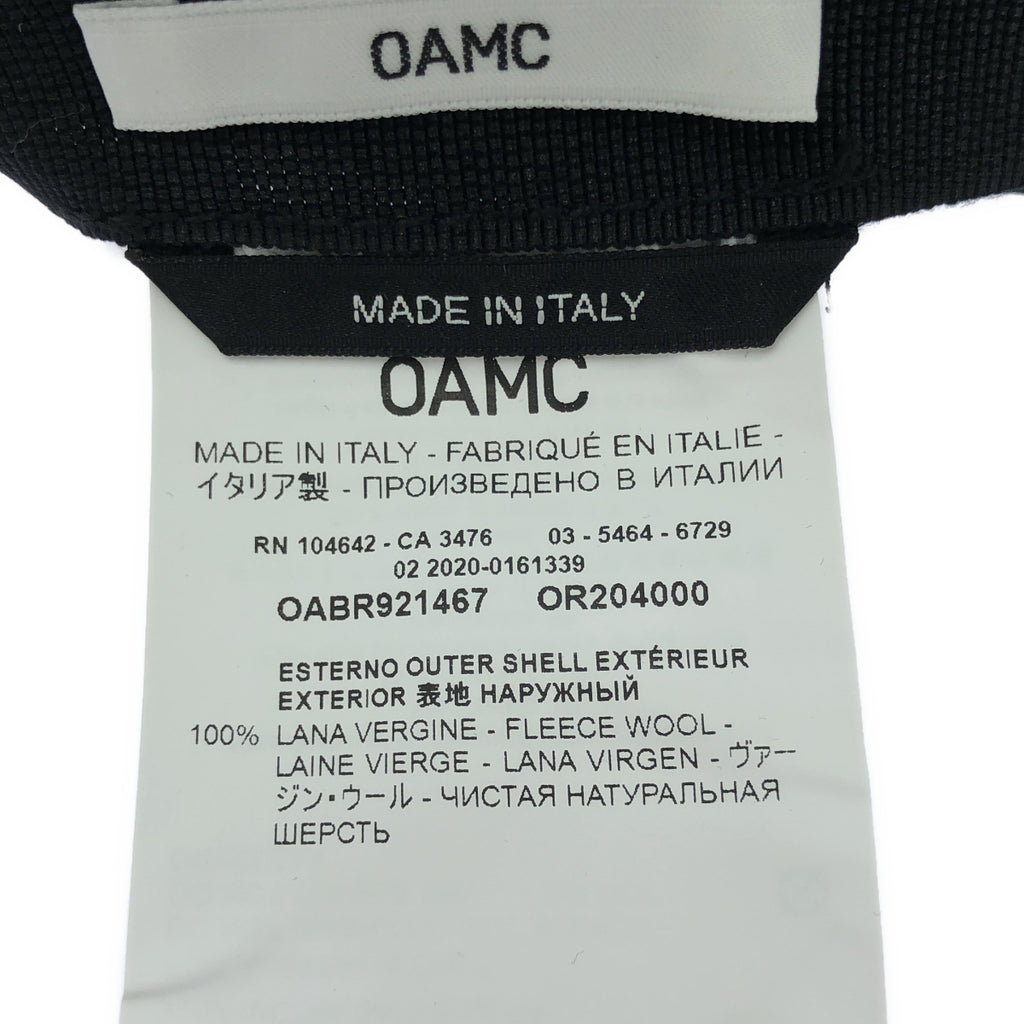 OAMC
MADE IN ITALY
OAMC
MADE IN ITALY - FABRIQUÉ EN ITALIE -
イタリア製 - ПРОИЗВЕДЕНО В ИТАЛИИ
RN 104642 - CA 3476 03 - 5464 - 6729
02 2020-0161339
OABR921467 OR204000
ESTERNO OUTER SHELL EXTÉRIEUR
EXTERIOR 表地 НАРУЖНЫЙ
100% LANA VERGINE - FLEECE WOOL -
LAINE VIERGE - LANA VIRGEN - ヴァー
ジン・ウール - ЧИСТАЯ НАТУРАЛЬНАЯ
ШЕРСТЬ